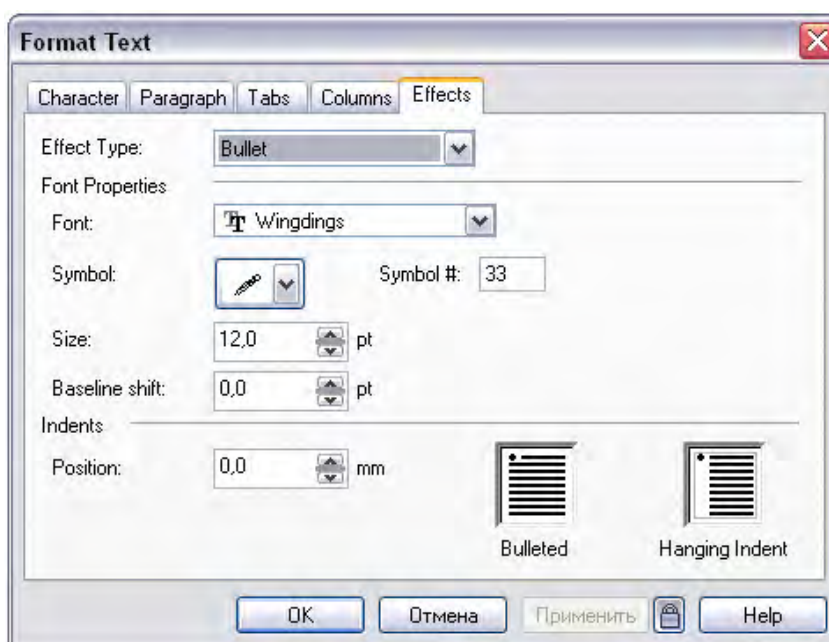 Format Text
Character Paragraph Tabs Columns Effects
Effect Type: Bullet
Font Properties
Font: Wingdings
Symbol: Symbol #: 33
Size: 12,0 pt
Baseline shift: 0,0 pt
Indents
Position: 0,0 mm
Bulleted Hanging Indent
OK Отмена Применить Help